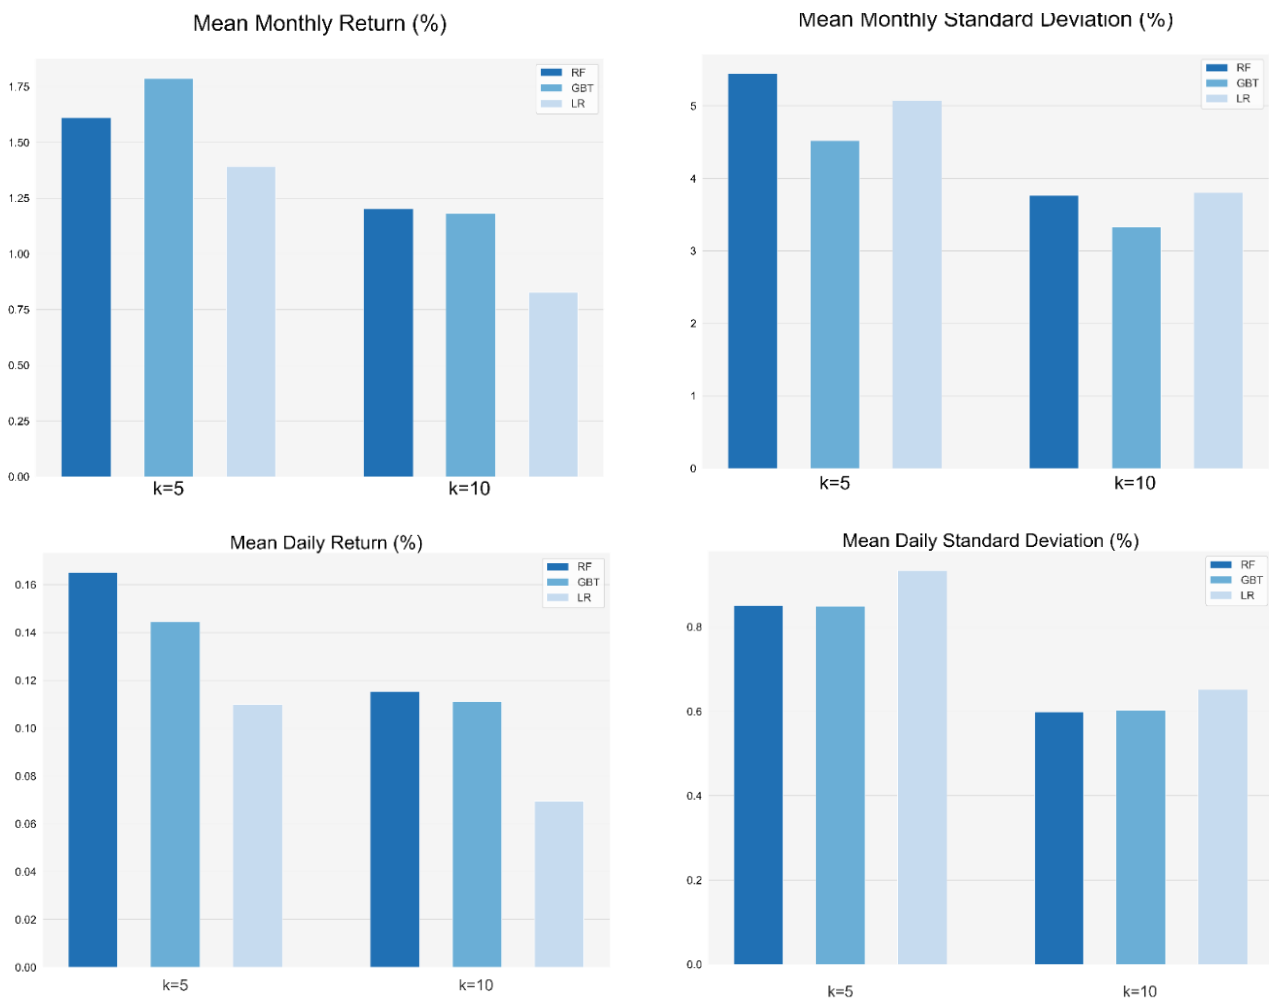 Mean Monthly Return (%)
RF
GBT
LR
1.75
1.50
1.25
1.00
0.75
0.50
0.25
0.00
k=5 k=10
Mean Monthly Standard Deviation (%)
RF
GBT
LR
5
4
3
2
1
0
k=5 k=10
Mean Daily Return (%)
RF
GBT
LR
0.16
0.14
0.12
0.10
0.08
0.06
0.04
0.02
0.00
k=5 k=10
Mean Daily Standard Deviation (%)
RF
GBT
LR
0.8
0.6
0.4
0.2
0.0
k=5 k=10